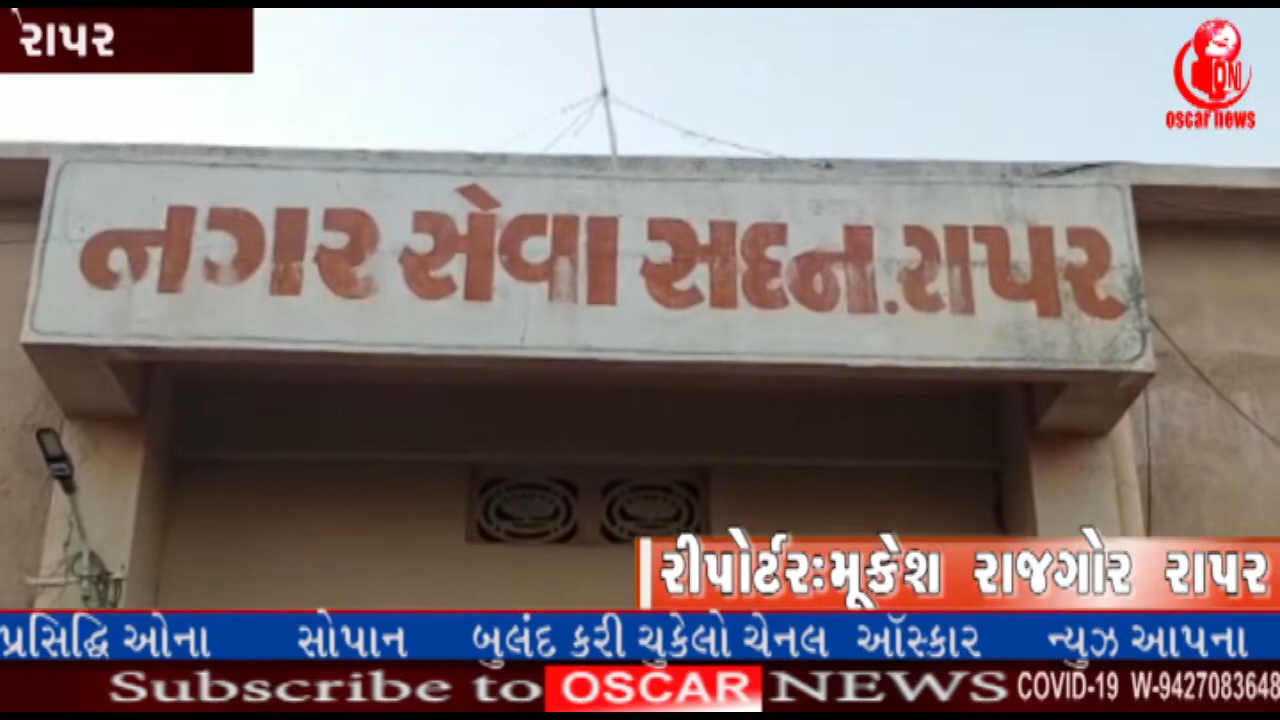 રાપર
oscar news
નગર સેવા સદન.રાપર
રીપોર્ટરઃમૂકેશ રાજગોર રાપર
પ્રસિદ્ધિ ઓના સોપાન બુલંદ કરી ચુકેલો ચેનલ ઑસ્કાર ન્યુઝ આપના
Subscribe to OSCAR NEWS COVID-19 W-9427083648